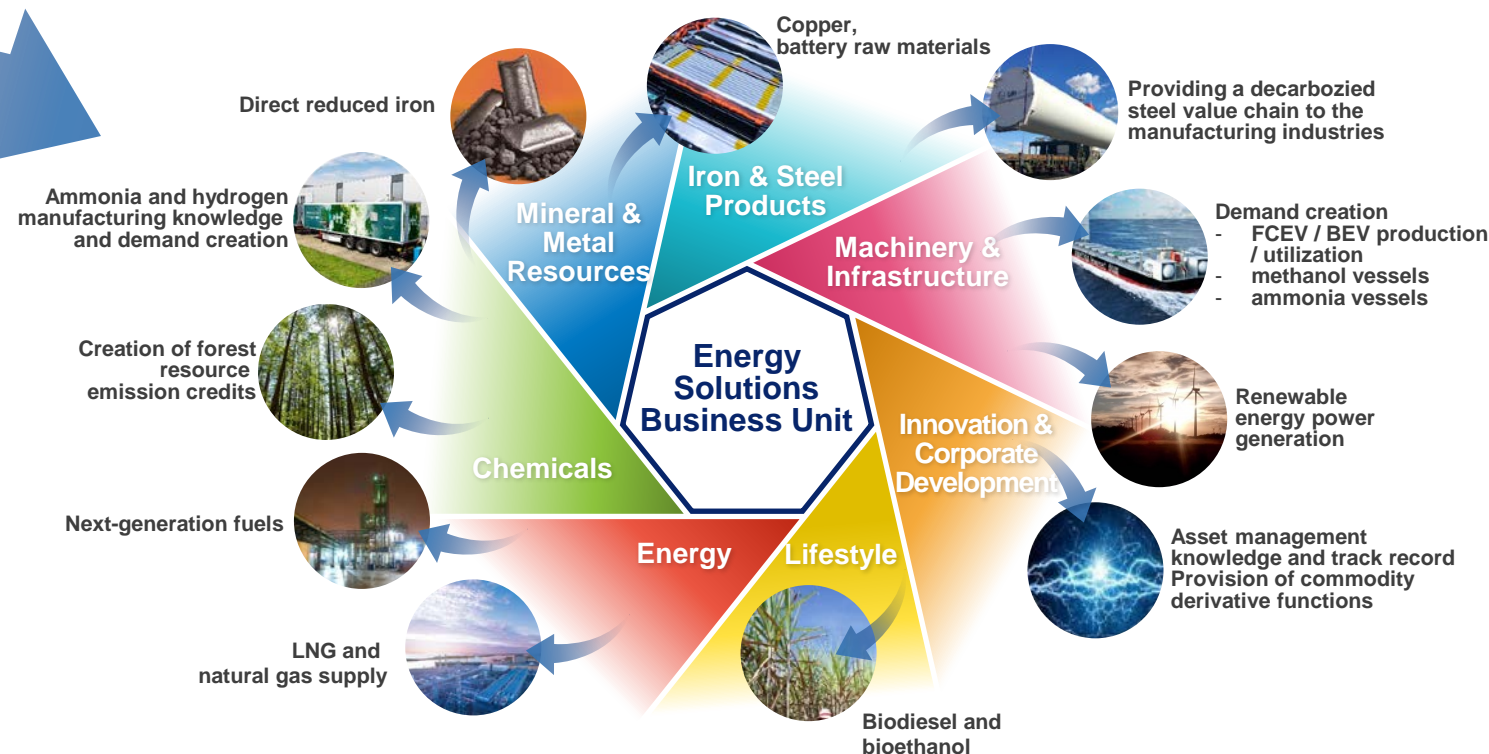 Copper,
battery raw materials
Direct reduced iron
Providing a decarbozied
steel value chain to the
manufacturing industries
Ammonia and hydrogen
manufacturing knowledge
and demand creation
Mineral &
Metal
Resources
Iron & Steel
Products
Machinery &
Infrastructure
Demand creation
- FCEV / BEV production
/ utilization
- methanol vessels
- ammonia vessels
Creation of forest
resource
emission credits
Energy
Solutions
Business Unit
Renewable
energy power
generation
Chemicals
Innovation &
Corporate
Development
Next-generation fuels
Energy
Lifestyle
Asset management
knowledge and track record
Provision of commodity
derivative functions
LNG and
natural gas supply
Biodiesel and
bioethanol